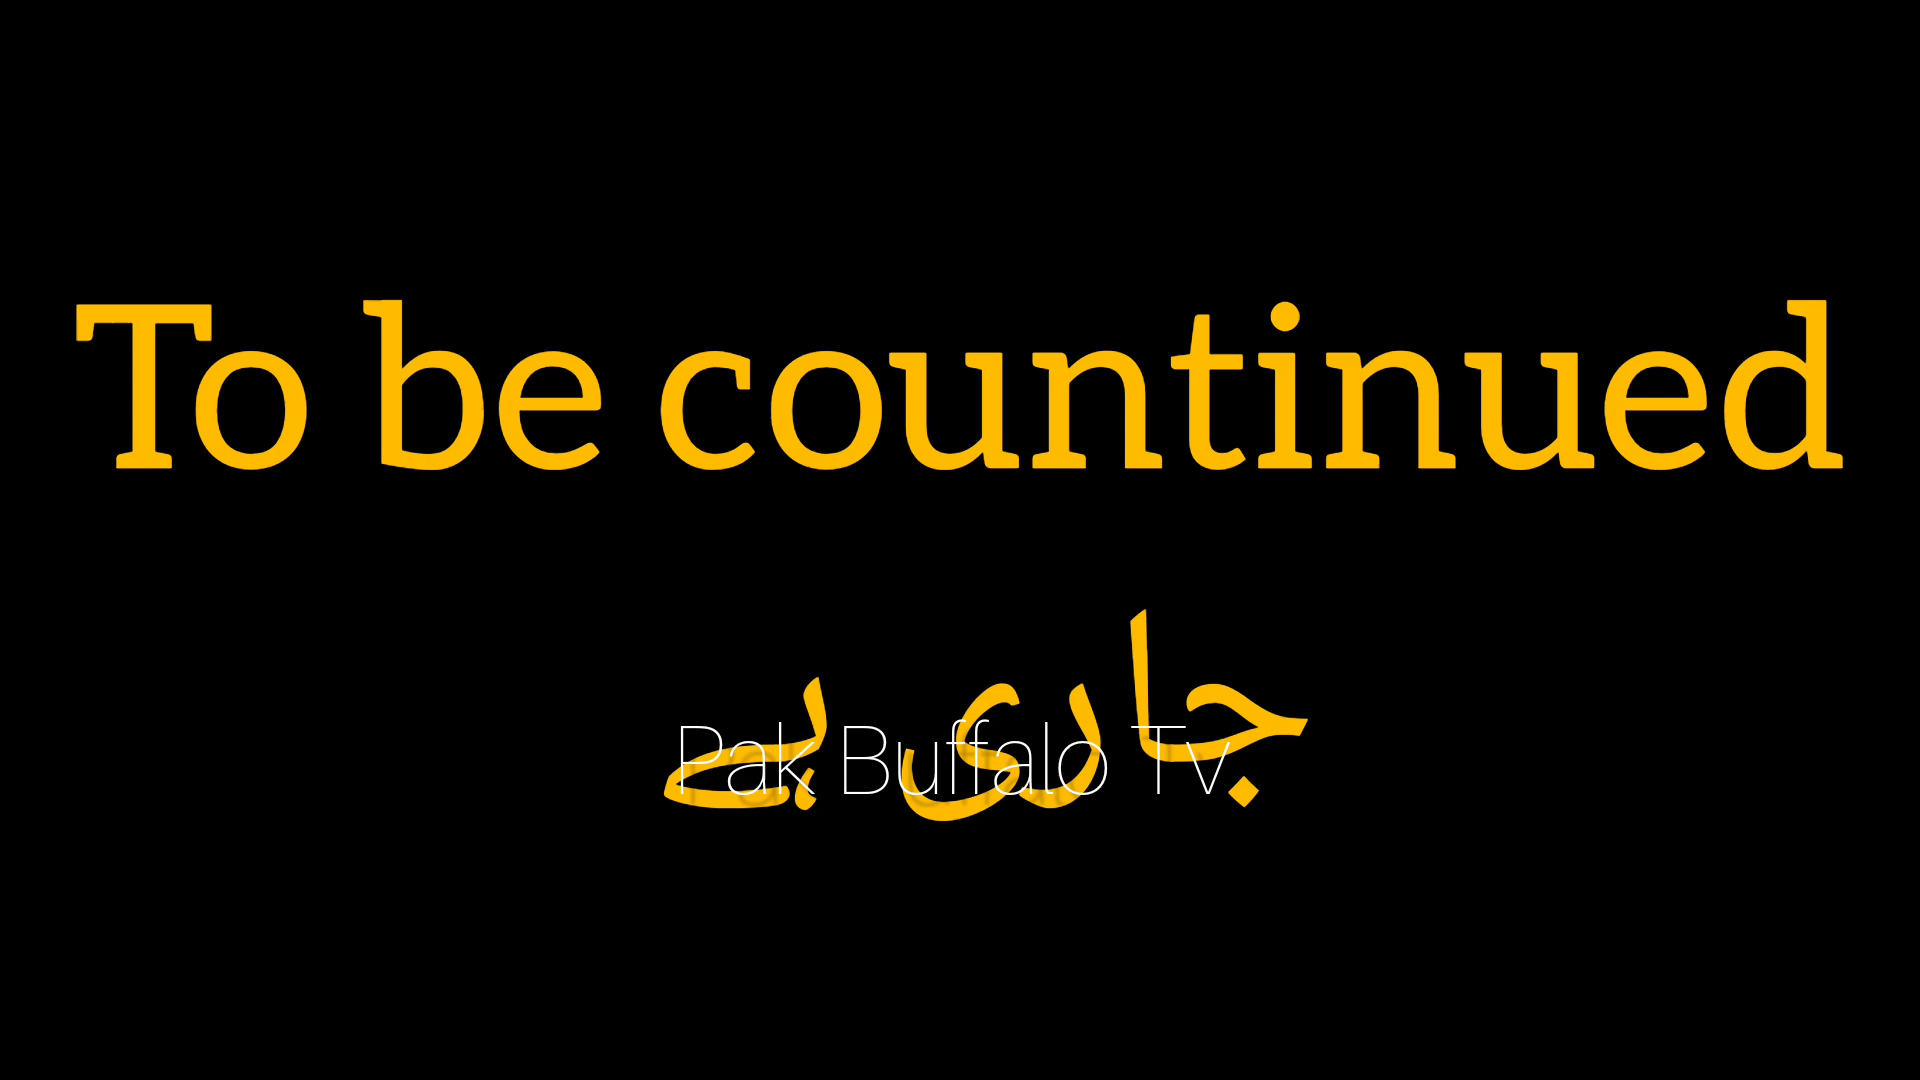 To be countinued
جاری ہے
Pak Buffalo Tv